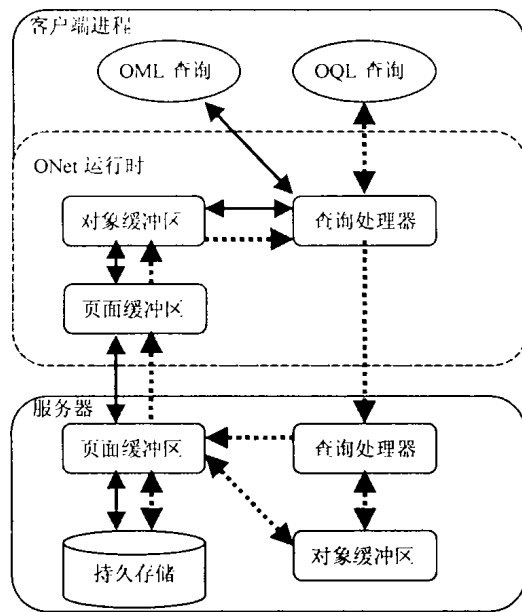 客户端进程
OML 查询
OQL 查询
ONet 运行时
对象缓冲区
查询处理器
页面缓冲区
服务器
页面缓冲区
查询处理器
持久存储
对象缓冲区